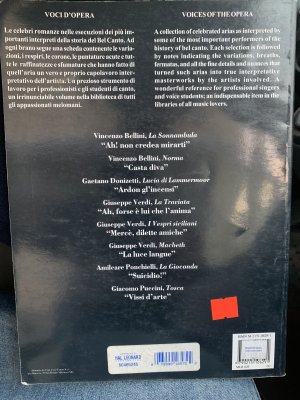 VOCI D'OPERA
Le celebri romanze nelle esecuzioni dei più importanti interpreti della storia del Bel Canto. Ad
ogni brano segue una scheda contenente le variazioni, i respiri, le corone, le puntature acute e tutte le raffinatezze e sfumature che hanno fatto di
quell'aria un vero e proprio capolavoro interpretativo dell'artista. Un prezioso strumento di
lavoro per i professionisti e gli studenti di canto,
un irrinunciabile volume nella biblioteca di tutti
gli appassionati melomani.
VOICES OF THE OPERA
A collection of celebrated arias as interpreted by
some of the most important performers of the
history of bel canto. Each selection is followed
by notes indicating the variations, breaths,
fermatas, and all the fine details and nuances that
turned such arias into true interpretative
masterworks by the artists involved. A
wonderful reference for professional singers
and voice students; an indispensable item in the
libraries of all music lovers.
Vincenzo Bellini, La Sonnambula
"Ah! non credea mirarti"
Vincenzo Bellini, Norma
"Casta diva"
Gaetano Donizetti, Lucia di Lammermoor
"Ardon gl'incensi"
Giuseppe Verdi, La Traviata
"Ah, forse è lui che l'anima"
Giuseppe Verdi, I Vespri siciliani
"Mercè, dilette amiche"
Giuseppe Verdi, Macbeth
"La luce langue"
Amilcare Ponchielli, La Gioconda
"Suicidio!"
Giacomo Puccini, Tosca
"Vissi d'arte"
HAL LEONARD